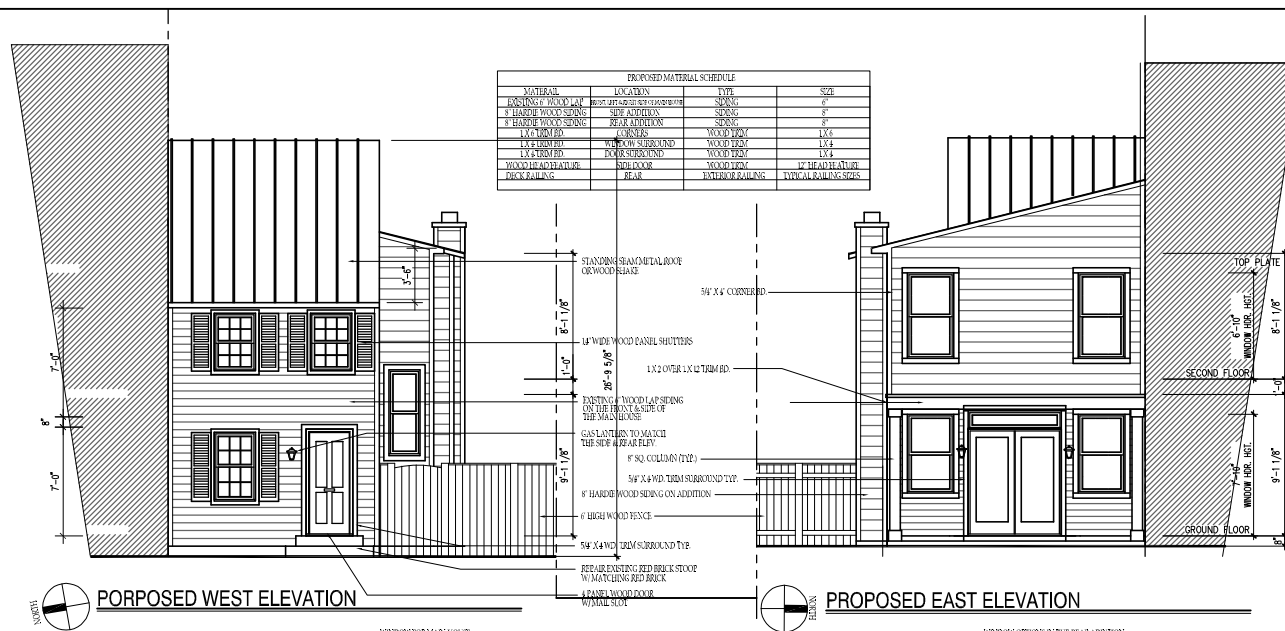 PROPOSED MATERIAL SCHEDULE
MATERAIL LOCATION TYPE SIZE
EXISTING 6" WOOD LAP FRONT, LEFT & RIGHT SIDE OF MAIN HOUSE SIDING 6"
8" HARDIE WOOD SIDING SIDE ADDITION SIDING 8"
8" HARDIE WOOD SIDING REAR ADDITION SIDING 8"
1 X 6 TRIM BD. CORNERS WOOD TRIM 1 X 6
1 X 4 TRIM BD. WINDOW SURROUND WOOD TRIM 1 X 4
1 X 4 TRIM BD. DOOR SURROUND WOOD TRIM 1 X 4
WOOD HEAD FEATURE SIDE DOOR WOOD TRIM 12" HEAD FEATURE
DECK RAILING REAR EXTERIOR RAILING TYPICAL RAILING SIZES
STANDING SEAM METAL ROOF
OR WOOD SHAKE
14" WIDE WOOD PANEL SHUTTERS
EXISTING 6" WOOD LAP SIDING
ON THE FRONT & SIDE OF
THE MAIN HOUSE
GAS LANTERN TO MATCH
THE SIDE & REAR ELEV.
6' HIGH WOOD FENCE
5/4" X 4 WD. TRIM SURROUND TYP.
REPAIR EXISTING RED BRICK STOOP
W/ MATCHING RED BRICK
4 PANEL WOOD DOOR
W/ MAIL SLOT
3'-6"
7'-0"
8"
7'-0"
8'-1 1/8"
1'-0"
26'-9 5/8"
9'-1 1/8"
5/4" X 4" CORNER BD.
1 X 2 OVER 1 X 12 TRIM BD.
8" SQ. COLUMN (TYP.)
5/4" X 4 WD. TRIM SURROUND TYP.
8" HARDIE WOOD SIDING ON ADDITION
TOP PLATE
6'-10"
WINDOW HDR. HGT.
8'-1 1/8"
SECOND FLOOR
1'-0"
7'-10"
WINDOW HDR. HGT.
9'-1 1/8"
GROUND FLOOR
8"
NORTH
PORPOSED WEST ELEVATION
NORTH
PROPOSED EAST ELEVATION